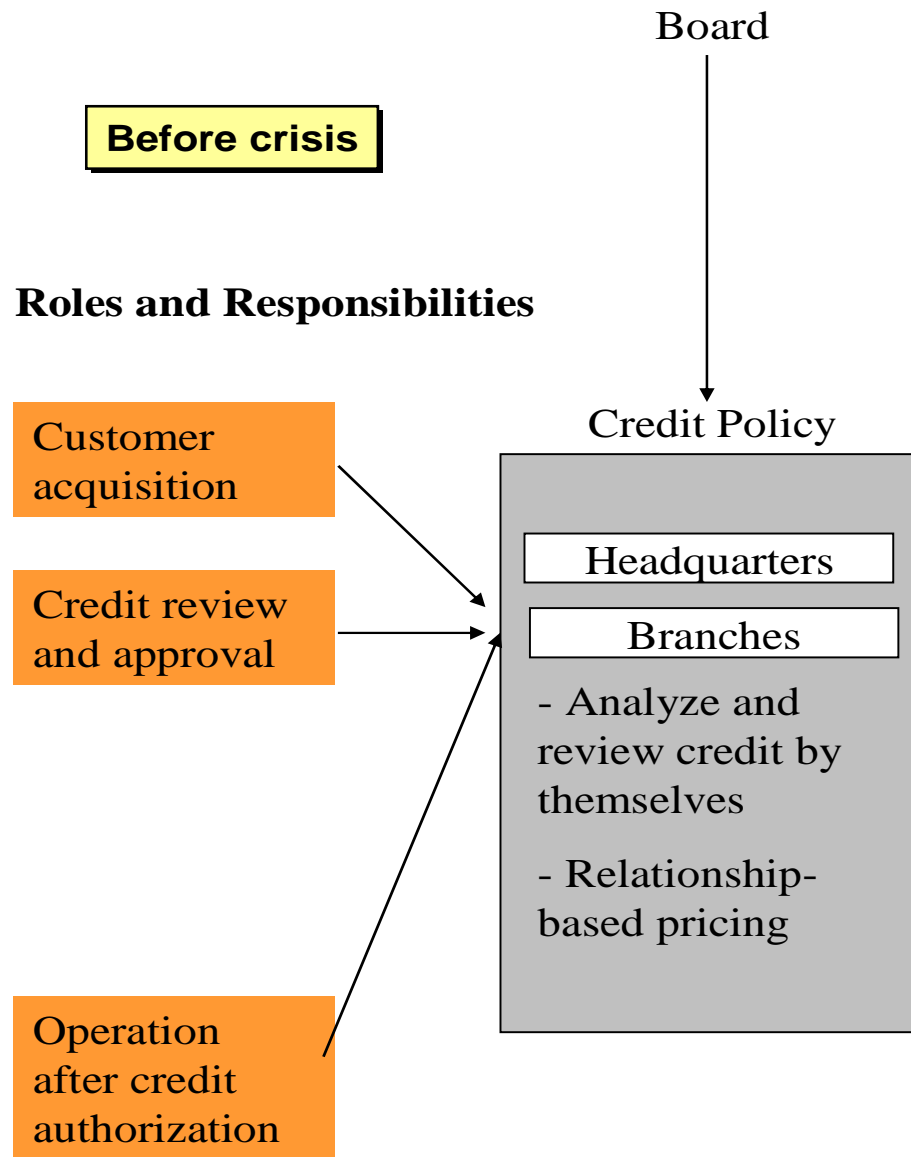 Board
Before crisis
Roles and Responsibilities
Customer
acquisition
Credit review
and approval
Operation
after credit
authorization
Credit Policy
Headquarters
Branches
- Analyze and
review credit by
themselves
- Relationship-
based pricing